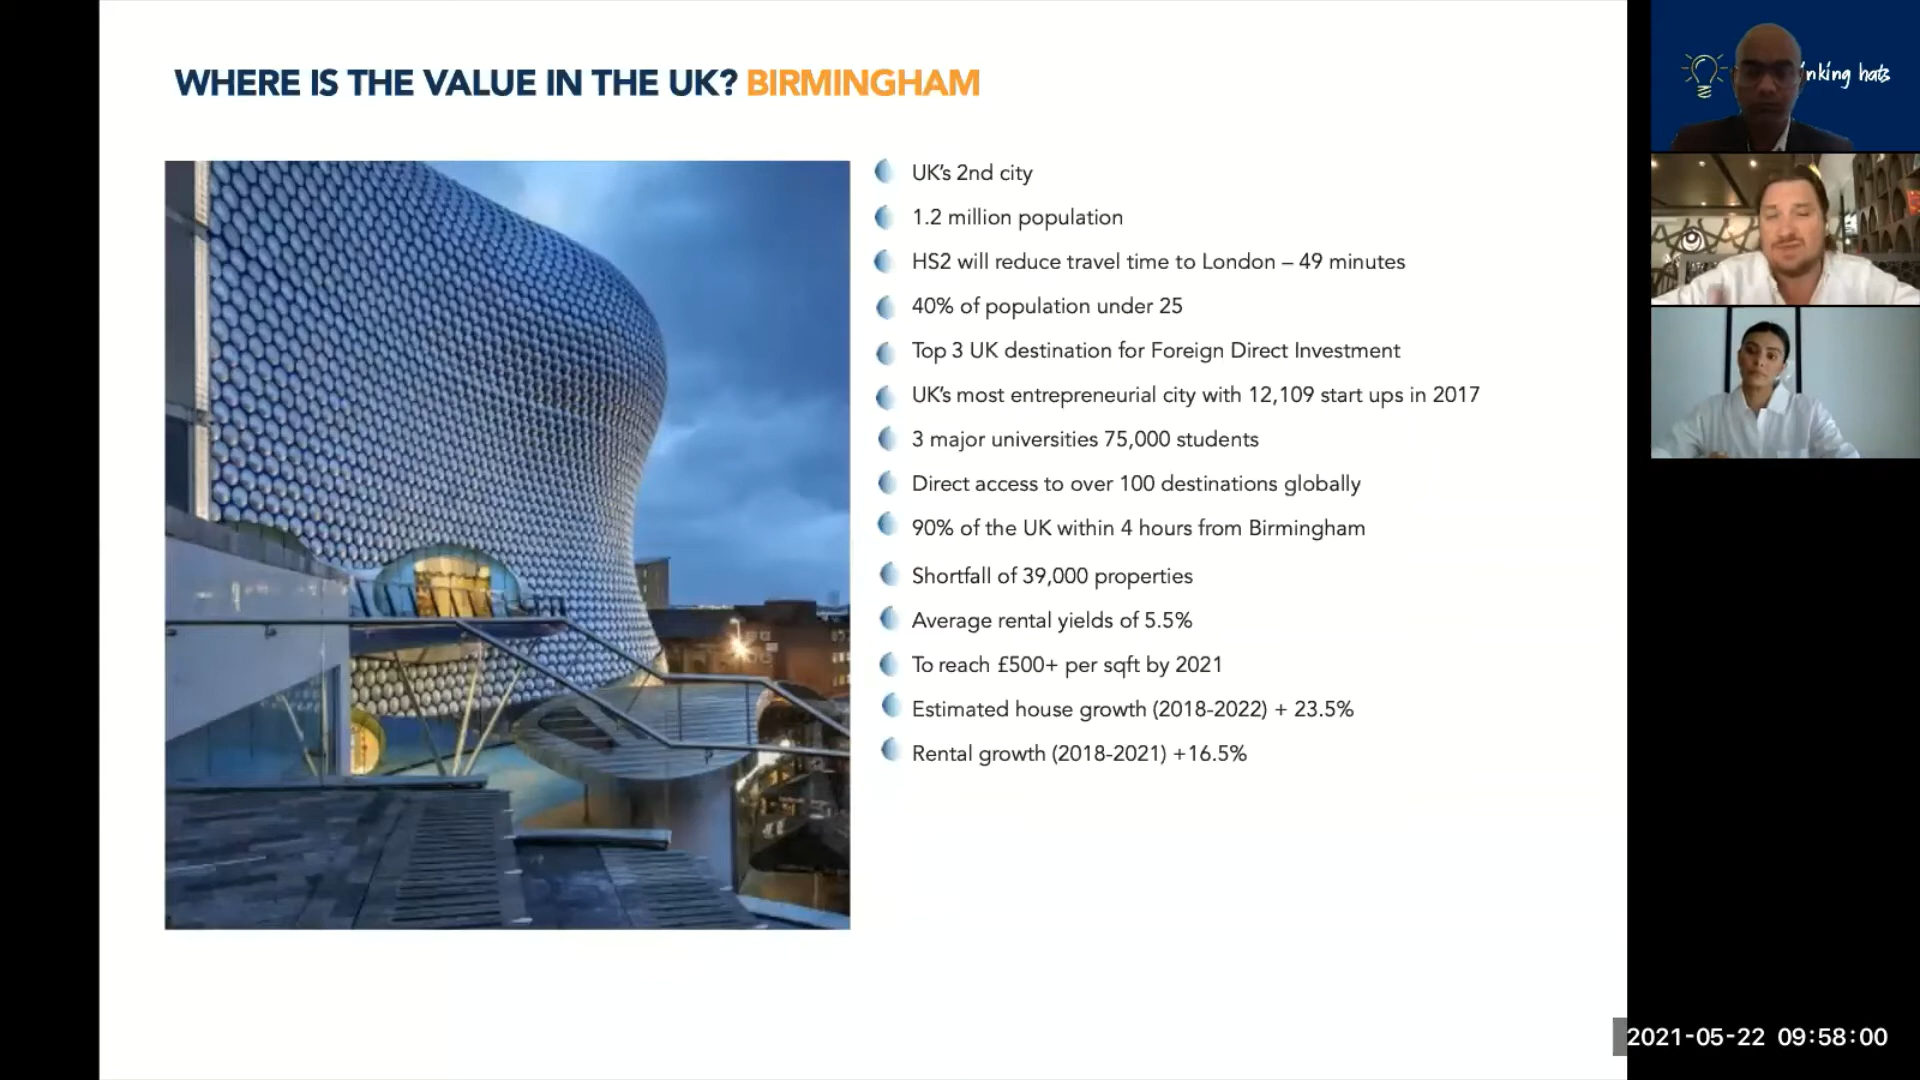 WHERE IS THE VALUE IN THE UK? BIRMINGHAM
UK's 2nd city
1.2 million population
HS2 will reduce travel time to London – 49 minutes
40% of population under 25
Top 3 UK destination for Foreign Direct Investment
UK's most entrepreneurial city with 12,109 start ups in 2017
3 major universities 75,000 students
Direct access to over 100 destinations globally
90% of the UK within 4 hours from Birmingham
Shortfall of 39,000 properties
Average rental yields of 5.5%
To reach £500+ per sqft by 2021
Estimated house growth (2018-2022) + 23.5%
Rental growth (2018-2021) +16.5%
nking hats
2021-05-22 09:58:00